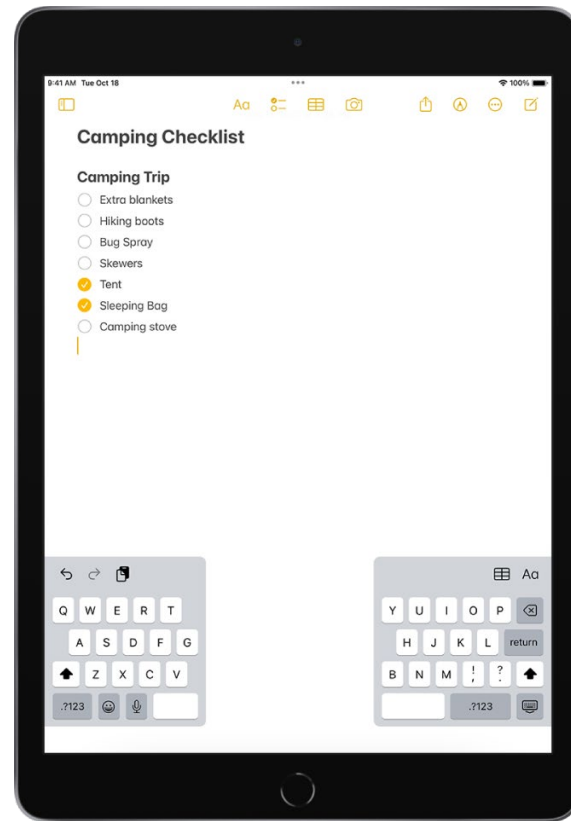 9:41 AM Tue Oct 18 100%
Aa
Camping Checklist
Camping Trip
Extra blankets
Hiking boots
Bug Spray
Skewers
Tent
Sleeping Bag
Camping stove
Aa
Q W E R T Y U I O P
A S D F G H J K L return
Z X C V B N M ! , ? .
.?123 .?123